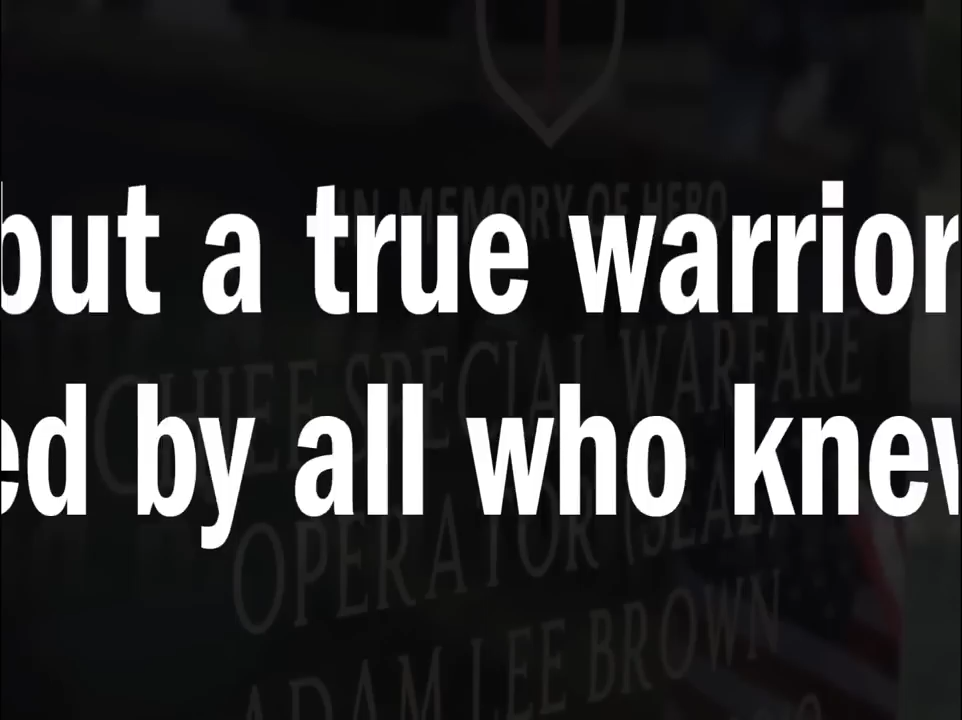 but a true warrior
ed by all who knew
IN MEMORY OF HERO
CHIEF SPECIAL WARFARE
OPERATOR (SEAL)
ADAM LEE BROWN